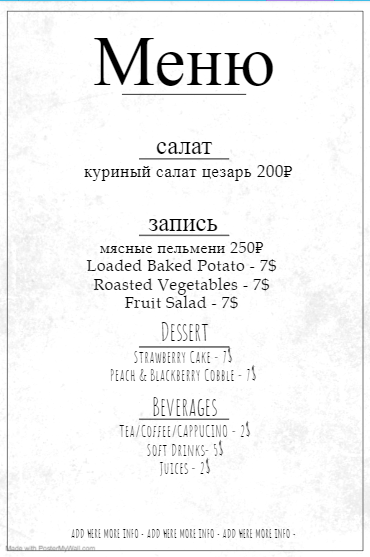 Меню
салат
куриный салат цезарь 200₽
запись
мясные пельмени 250₽
Loaded Baked Potato - 7$
Roasted Vegetables - 7$
Fruit Salad - 7$
Dessert
Strawberry Cake - 7$
Peach & Blackberry Cobble - 7$
Beverages
Tea/Coffee/CAPPUCINO - 2$
Soft Drinks- 5$
Juices - 2$
ADD HERE MORE INFO - ADD HERE MORE INFO - ADD HERE MORE INFO -
Made with PosterMyWall.com